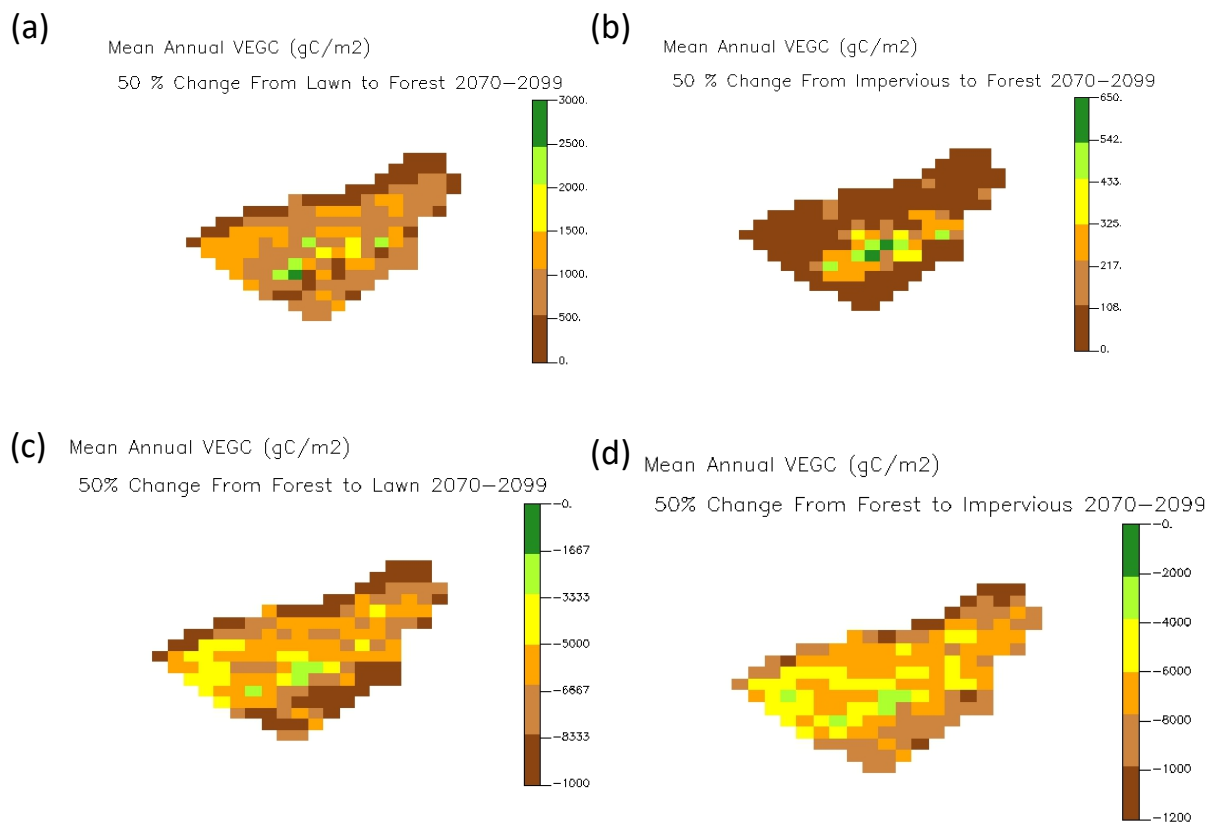 (a)
Mean Annual VEGC (gC/m2)
50 % Change From Lawn to Forest 2070-2099
3000.
2500.
2000.
1500.
1000.
500.
0.
(b)
Mean Annual VEGC (gC/m2)
50 % Change From Impervious to Forest 2070-2099
650.
542.
433.
325.
217.
108.
0.
(c)
Mean Annual VEGC (gC/m2)
50% Change From Forest to Lawn 2070-2099
-0.
-1667
-3333
-5000
-6667
-8333
-1000
(d)
Mean Annual VEGC (gC/m2)
50% Change From Forest to Impervious 2070-2099
-0.
-2000
-4000
-6000
-8000
-1000
-1200